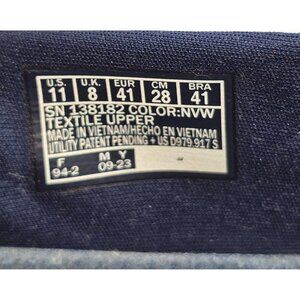 U.S. U.K. EUR CM BRA
11 8 41 28 41
SN 138182 COLOR:NVW
TEXTILE UPPER
MADE IN VIETNAM/HECHO EN VIETNAM
UTILITY PATENT PENDING + US D979 917 S
F M Y
94-2 09-23